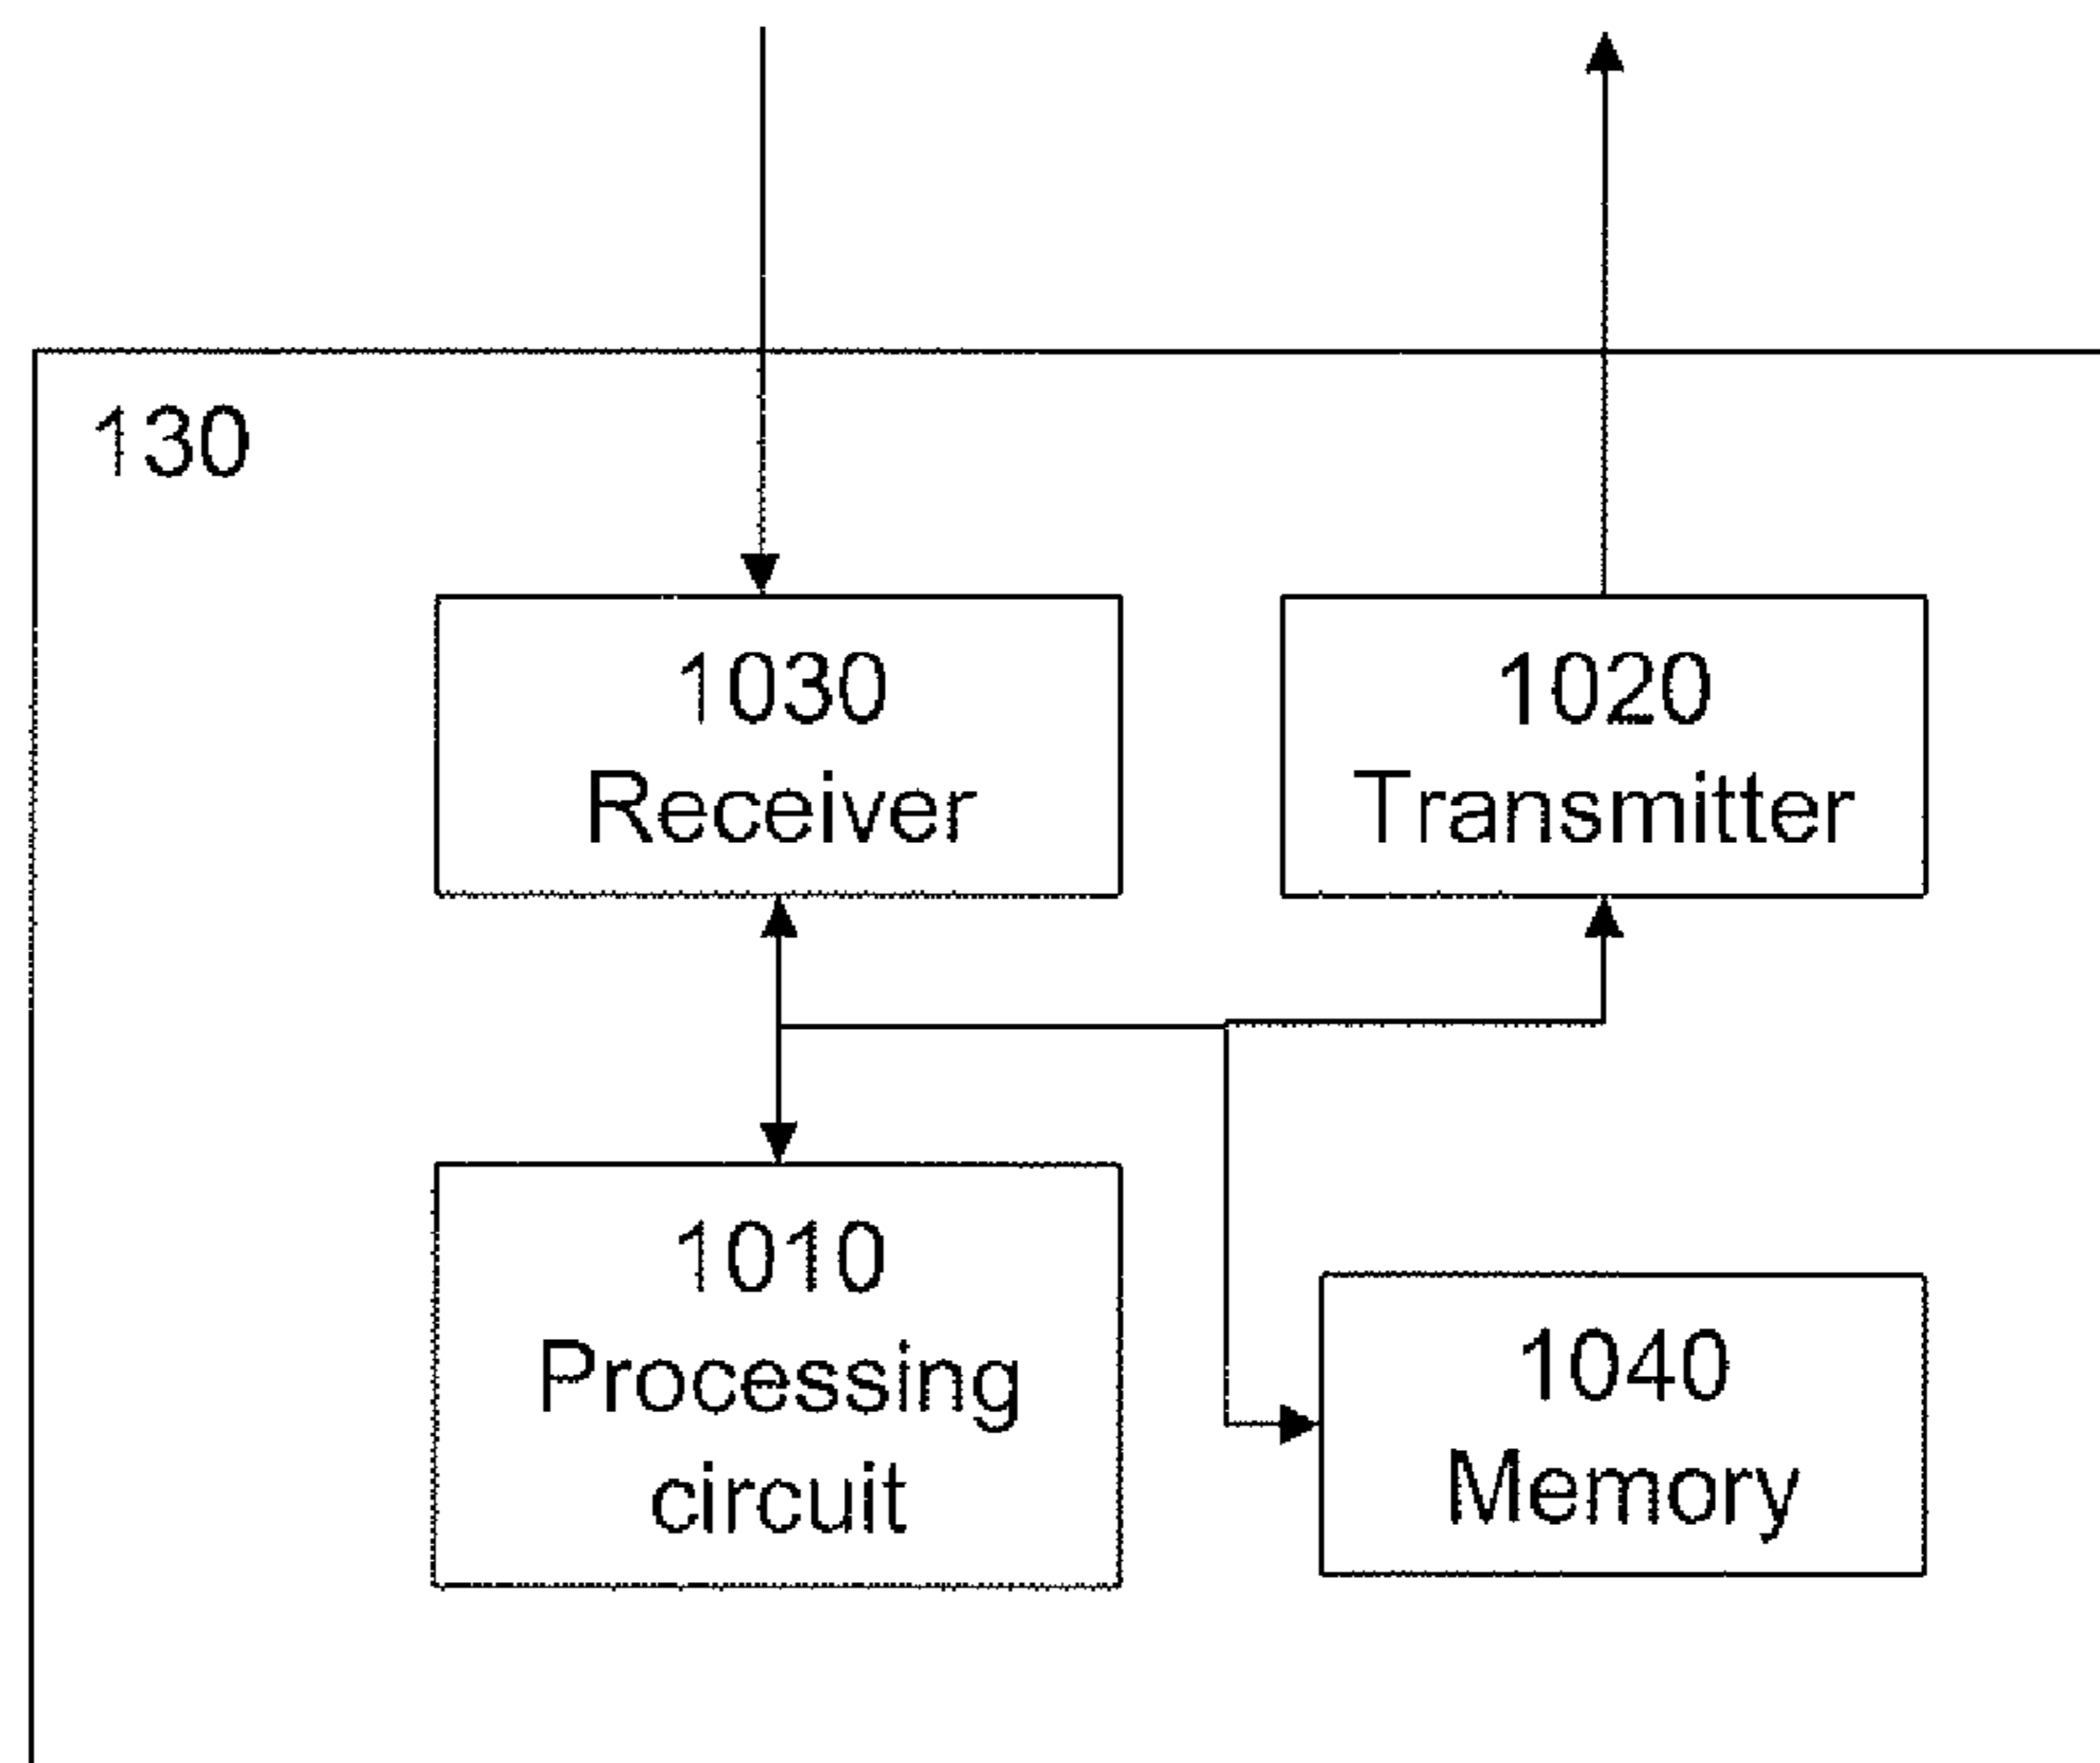 130
1030
Receiver
1020
Transmitter
1010
Processing
circuit
1040
Memory